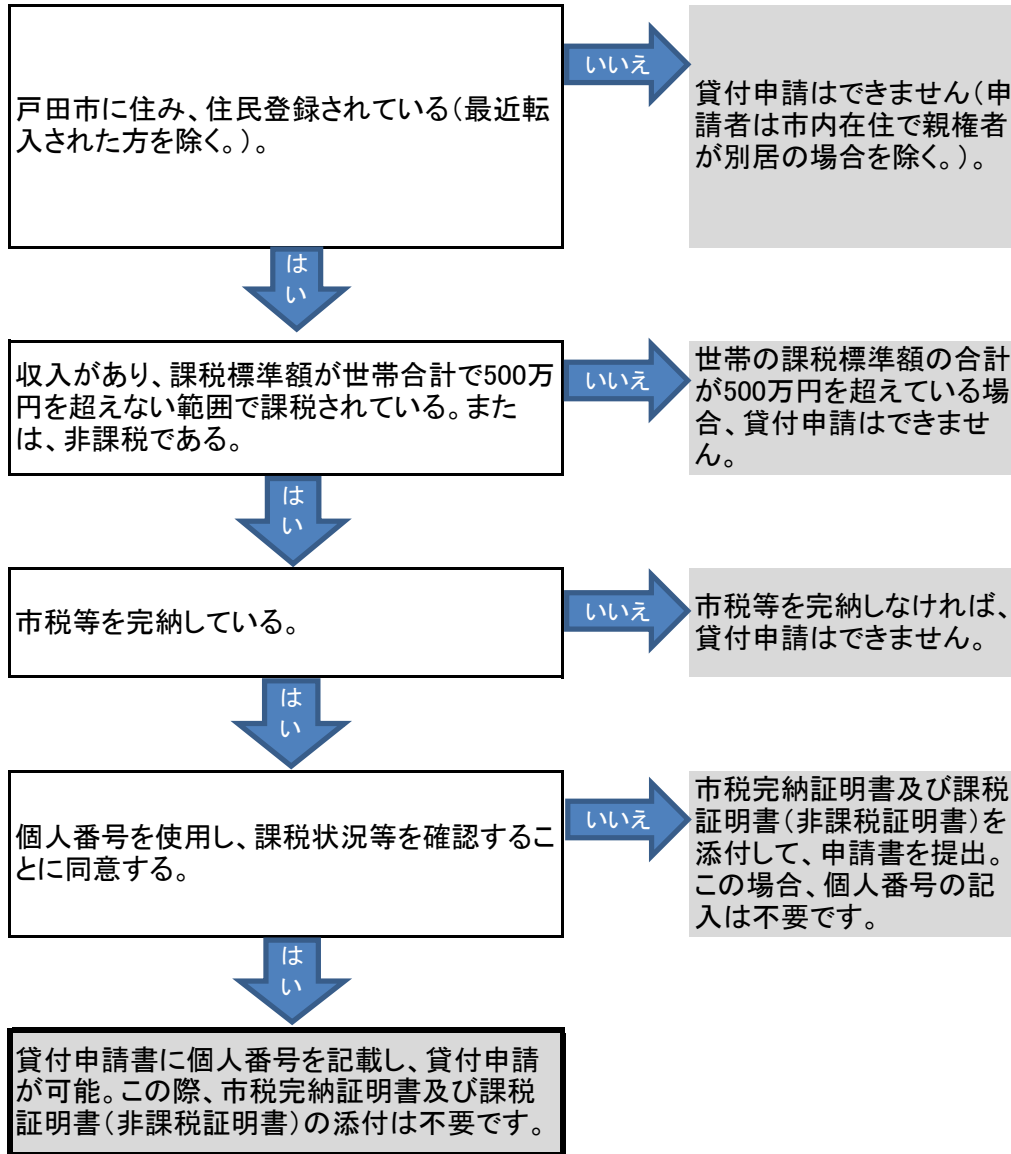 戸田市に住み、住民登録されている(最近転
入された方を除く。)。
いいえ
貸付申請はできません(申
請者は市内在住で親権者
が別居の場合を除く。)。
はい
収入があり、課税標準額が世帯合計で500万
円を超えない範囲で課税されている。また
は、非課税である。
いいえ
世帯の課税標準額の合計
が500万円を超えている場
合、貸付申請はできませ
ん。
はい
市税等を完納している。
いいえ
市税等を完納しなければ、
貸付申請はできません。
はい
個人番号を使用し、課税状況等を確認するこ
とに同意する。
いいえ
市税完納証明書及び課税
証明書(非課税証明書)を
添付して、申請書を提出。
この場合、個人番号の記
入は不要です。
はい
貸付申請書に個人番号を記載し、貸付申請
が可能。この際、市税完納証明書及び課税
証明書(非課税証明書)の添付は不要です。